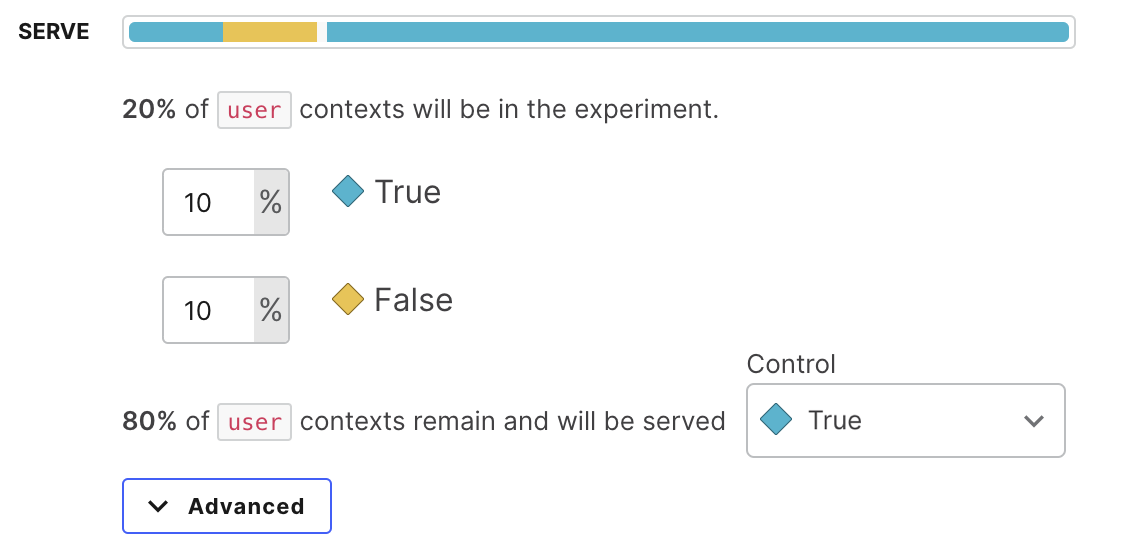 SERVE
20% of user contexts will be in the experiment.
10 % True
10 % False
Control
80% of user contexts remain and will be served True
Advanced